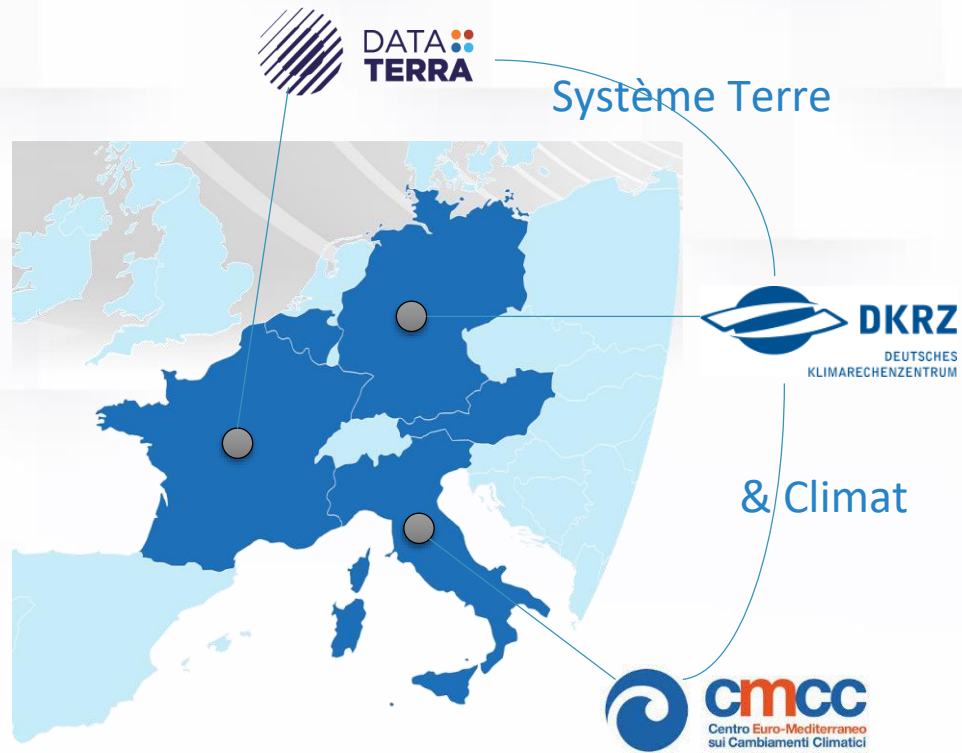 DATA
TERRA
Système Terre
DKRZ
DEUTSCHES
KLIMARECHENZENTRUM
& Climat
cmcc
Centro Euro-Mediterraneo
sui Cambiamenti Climatici